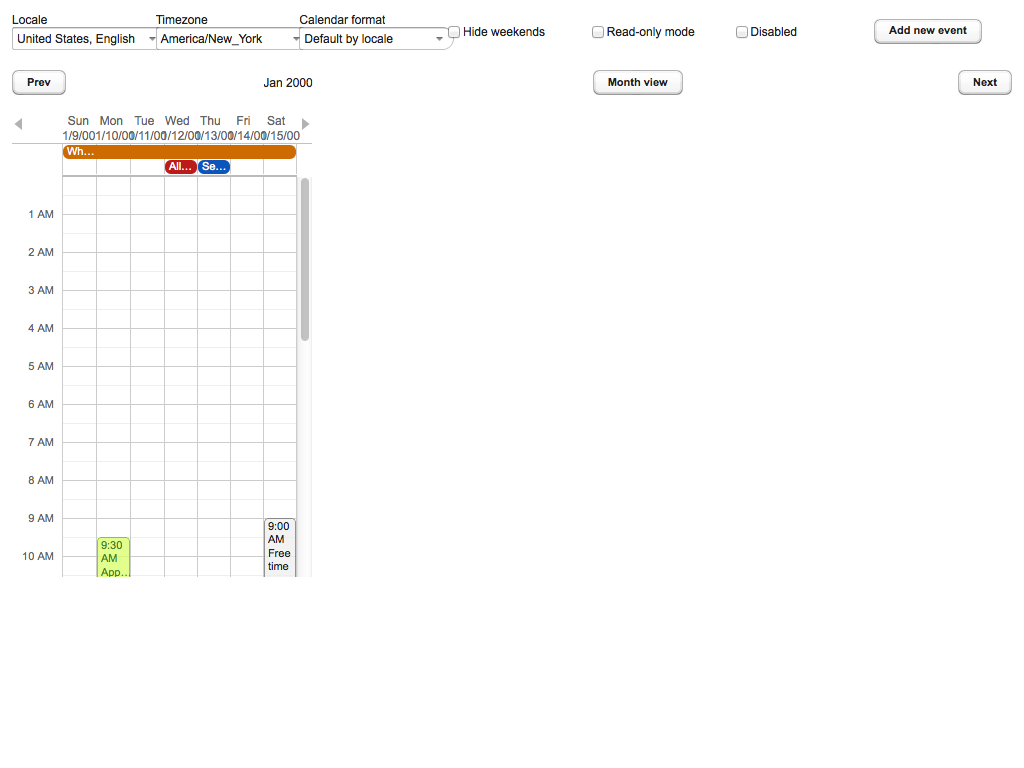 Locale
Timezone
Calendar format
United States, English
America/New_York
Default by locale
Hide weekends
Read-only mode
Disabled
Add new event
Prev
Jan 2000
Month view
Next
Sun Mon Tue Wed Thu Fri Sat
1/9/00 1/10/00 1/11/00 1/12/00 1/13/00 1/14/00 1/15/00
Wh...
All...
Se...
1 AM
2 AM
3 AM
4 AM
5 AM
6 AM
7 AM
8 AM
9 AM
10 AM
9:30
AM
App...
9:00
AM
Free
time